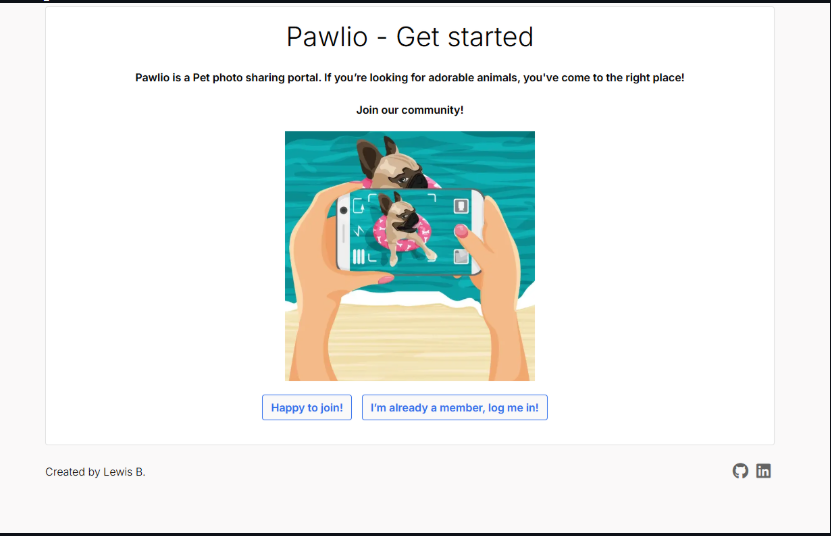 Pawlio - Get started
Pawlio is a Pet photo sharing portal. If you’re looking for adorable animals, you've come to the right place!
Join our community!
Happy to join!
I'm already a member, log me in!
Created by Lewis B.
in